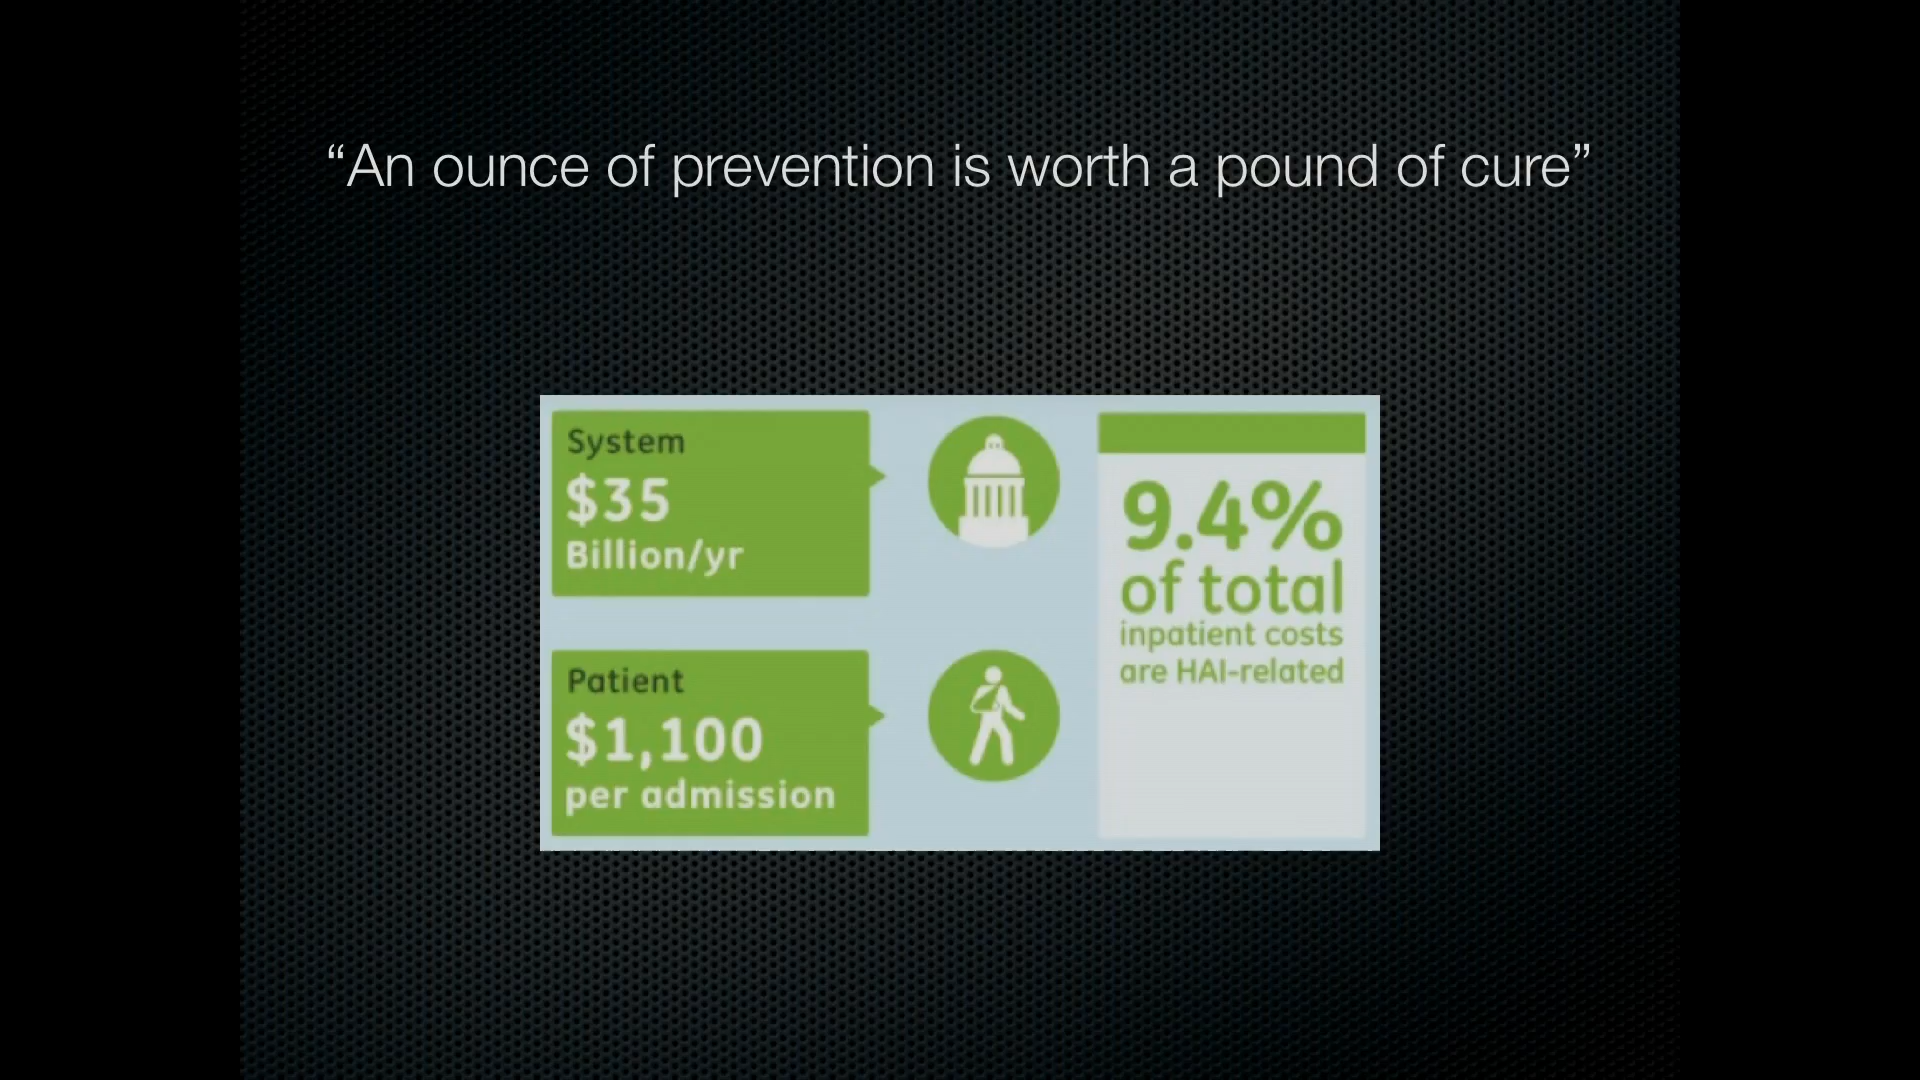 “An ounce of prevention is worth a pound of cure”
System
$35
Billion/yr
Patient
$1,100
per admission
9.4%
of total
inpatient costs
are HAI-related